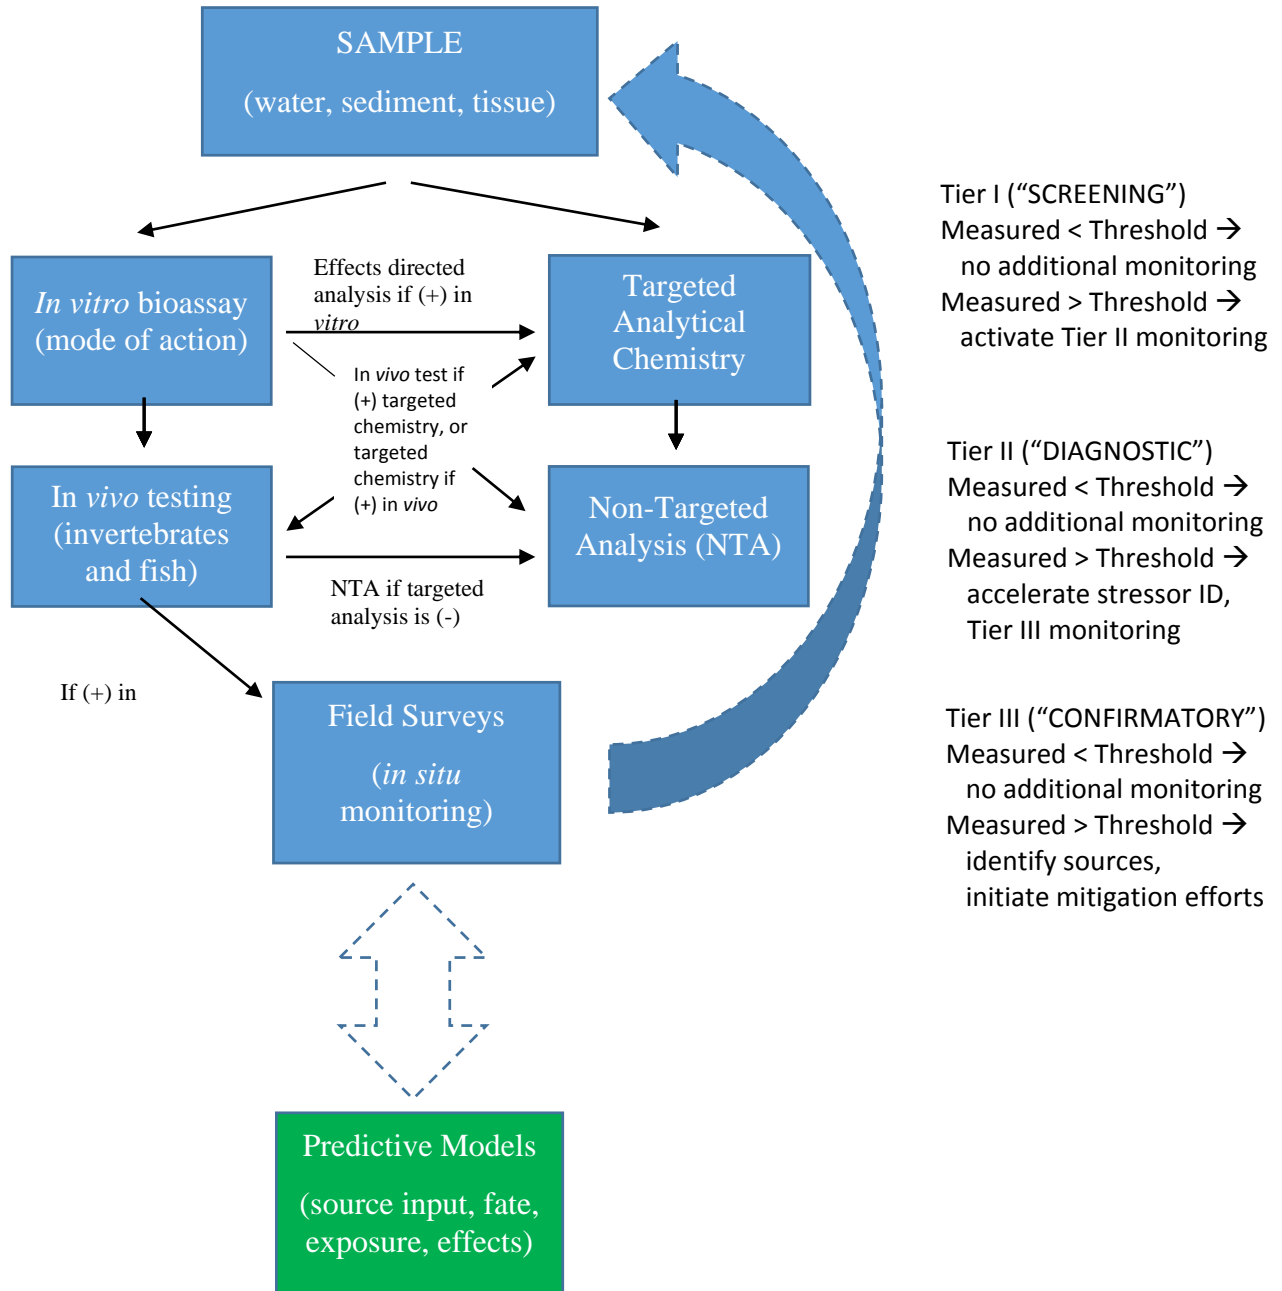 SAMPLE
(water, sediment, tissue)
In vitro bioassay
(mode of action)
Effects directed
analysis if (+) in
vitro
Targeted
Analytical
Chemistry
In vivo test if
(+) targeted
chemistry, or
targeted
chemistry if
(+) in vivo
In vivo testing
(invertebrates
and fish)
Non-Targeted
Analysis (NTA)
NTA if targeted
analysis is (-)
If (+) in
Field Surveys
(in situ
monitoring)
Predictive Models
(source input, fate,
exposure, effects)
Tier I (“SCREENING”)
Measured < Threshold →
no additional monitoring
Measured > Threshold →
activate Tier II monitoring
Tier II (“DIAGNOSTIC”)
Measured < Threshold →
no additional monitoring
Measured > Threshold →
accelerate stressor ID,
Tier III monitoring
Tier III (“CONFIRMATORY”)
Measured < Threshold →
no additional monitoring
Measured > Threshold →
identify sources,
initiate mitigation efforts